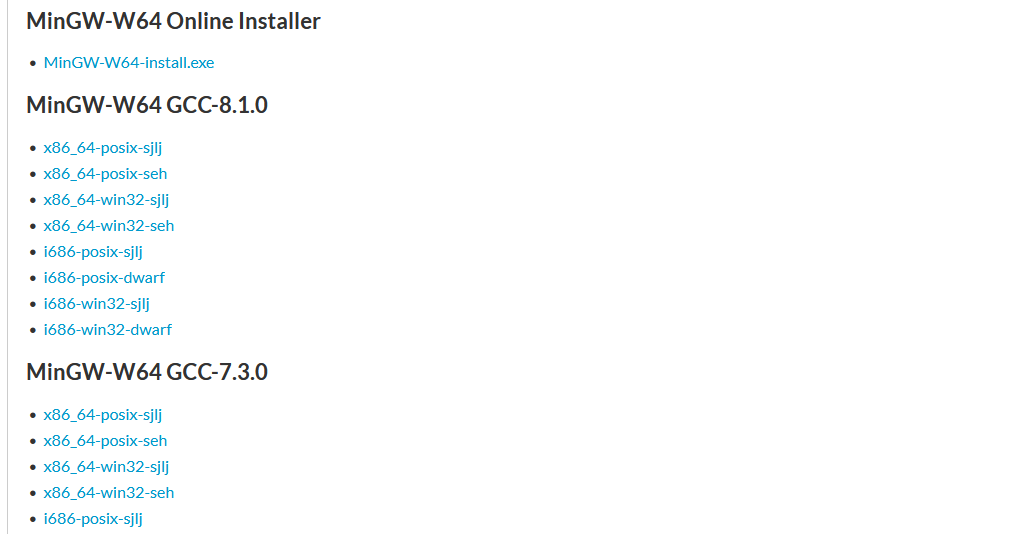 MinGW-W64 Online Installer
MinGW-W64-install.exe
MinGW-W64 GCC-8.1.0
x86_64-posix-sjlj
x86_64-posix-seh
x86_64-win32-sjlj
x86_64-win32-seh
i686-posix-sjlj
i686-posix-dwarf
i686-win32-sjlj
i686-win32-dwarf
MinGW-W64 GCC-7.3.0
x86_64-posix-sjlj
x86_64-posix-seh
x86_64-win32-sjlj
x86_64-win32-seh
i686-posix-sjlj